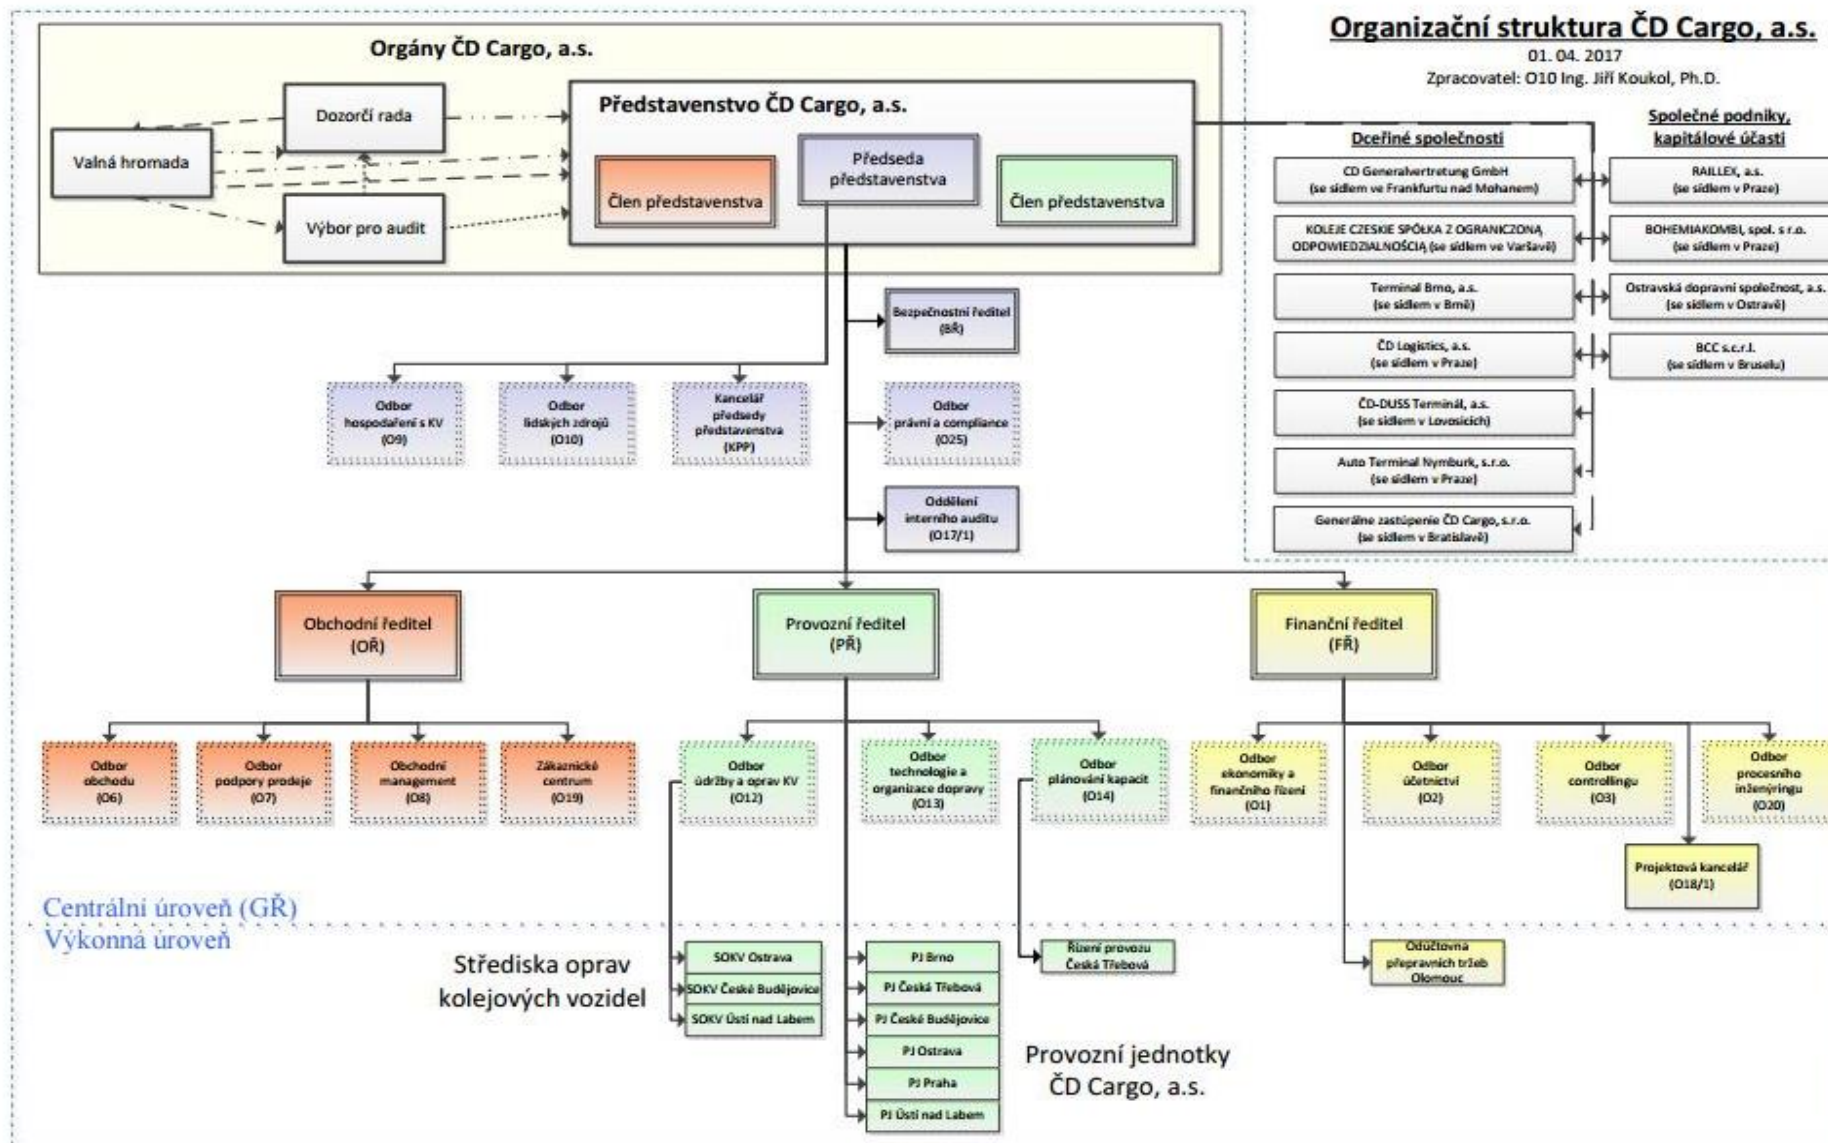 Organizační struktura ČD Cargo, a.s.
01. 04. 2017
Zpracovatel: O10 Ing. Jiří Koukol, Ph.D.
Orgány ČD Cargo, a.s.
Valná hromada
Dozorčí rada
Výbor pro audit
Představenstvo ČD Cargo, a.s.
Člen představenstva
Předseda
představenstva
Člen představenstva
Dceřiné společnosti
CD Generalvertretung GmbH
(se sídlem ve Frankfurtu nad Mohanem)
KOLEJE CZESKIE SPÓŁKA Z OGRANICZONĄ
ODPOWIEDZIALNOŚCIĄ (se sídlem ve Varšavě)
Terminal Brno, a.s.
(se sídlem v Brně)
ČD Logistics, a.s.
(se sídlem v Praze)
ČD-DUSS Terminál, a.s.
(se sídlem v Lovosicích)
Auto Terminal Nymburk, s.r.o.
(se sídlem v Praze)
Generálne zastúpenie ČD Cargo, s.r.o.
(se sídlem v Bratislavě)
Společné podniky,
kapitálové účasti
RAILLEX, a.s.
(se sídlem v Praze)
BOHEMIAKOMBI, spol. s r.o.
(se sídlem v Praze)
Ostravská dopravní společnost, a.s.
(se sídlem v Ostravě)
BCC s.c.r.l.
(se sídlem v Bruselu)
Bezpečnostní ředitel
(BŘ)
Odbor
hospodaření s KV
(O9)
Odbor
lidských zdrojů
(O10)
Kancelář
předsedy
představenstva
(KPP)
Odbor
právní a compliance
(O25)
Oddělení
interního auditu
(O17/1)
Obchodní ředitel
(OŘ)
Provozní ředitel
(PŘ)
Finanční ředitel
(FŘ)
Odbor
obchodu
(O6)
Odbor
podpory prodeje
(O7)
Obchodní
management
(O8)
Zákaznické
centrum
(O19)
Odbor
údržby a oprav KV
(O12)
Odbor
technologie a
organizace dopravy
(O13)
Odbor
plánování kapacit
(O14)
Odbor
ekonomiky a
finančního řízení
(O1)
Odbor
účetnictví
(O2)
Odbor
controllingu
(O3)
Odbor
procesního
inženýringu
(O20)
Projektová kancelář
(O18/1)
Centrální úroveň (GŘ)
Výkonná úroveň
Střediska oprav
kolejových vozidel
SOKV Ostrava
SOKV České Budějovice
SOKV Ústí nad Labem
PJ Brno
PJ Česká Třebová
PJ České Budějovice
PJ Ostrava
PJ Praha
PJ Ústí nad Labem
Provozní jednotky
ČD Cargo, a.s.
Řízení provozu
Česká Třebová
Odúčtovna
přepravních tržeb
Olomouc